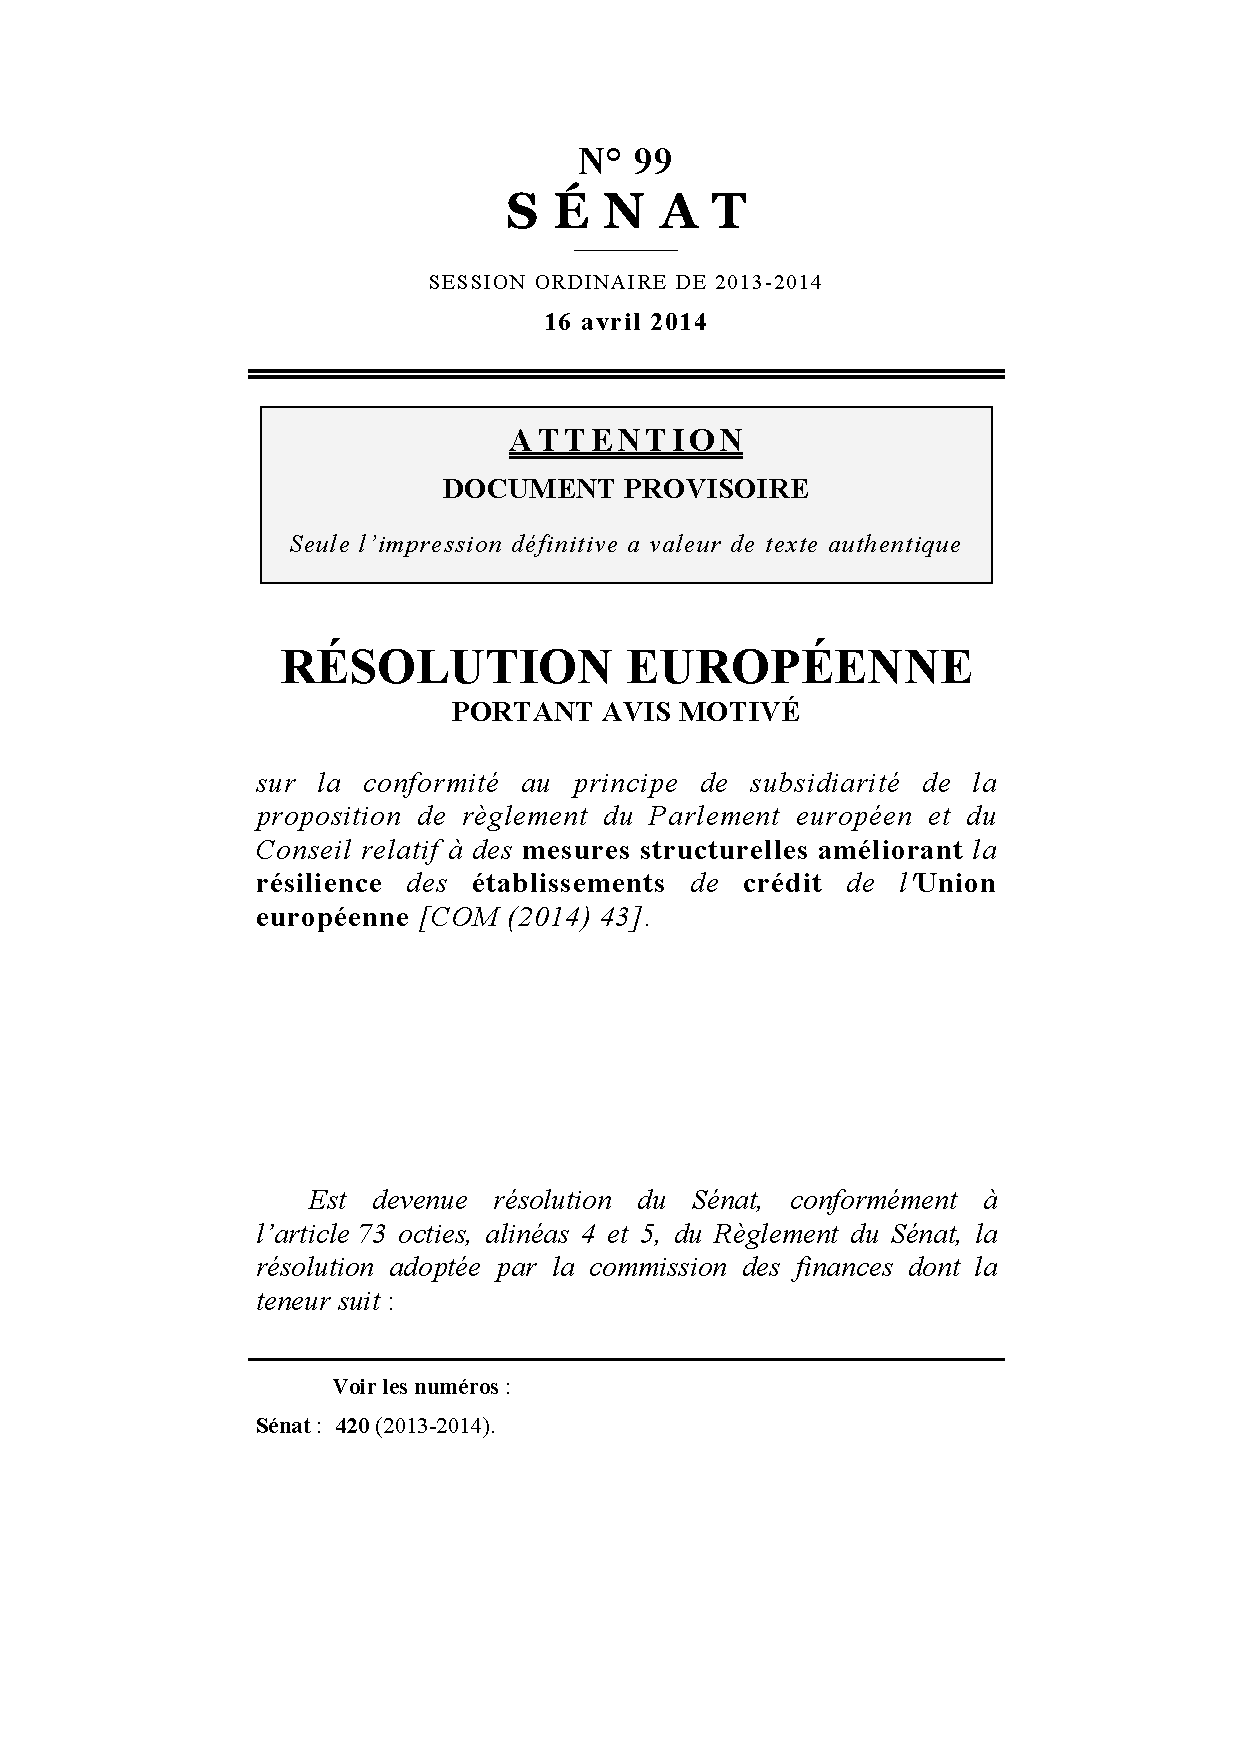 N° 99
SÉNAT
SESSION ORDINAIRE DE 2013-2014
16 avril 2014
ATTENTION
DOCUMENT PROVISOIRE
Seule l’impression définitive a valeur de texte authentique
RÉSOLUTION EUROPÉENNE
PORTANT AVIS MOTIVÉ
sur la conformité au principe de subsidiarité de la
proposition de règlement du Parlement européen et du
Conseil relatif à des mesures structurelles améliorant la
résilience des établissements de crédit de l'Union
européenne [COM (2014) 43].
Est devenue résolution du Sénat, conformément à
l’article 73 octies, alinéas 4 et 5, du Règlement du Sénat, la
résolution adoptée par la commission des finances dont la
teneur suit :
Voir les numéros :
Sénat : 420 (2013-2014).